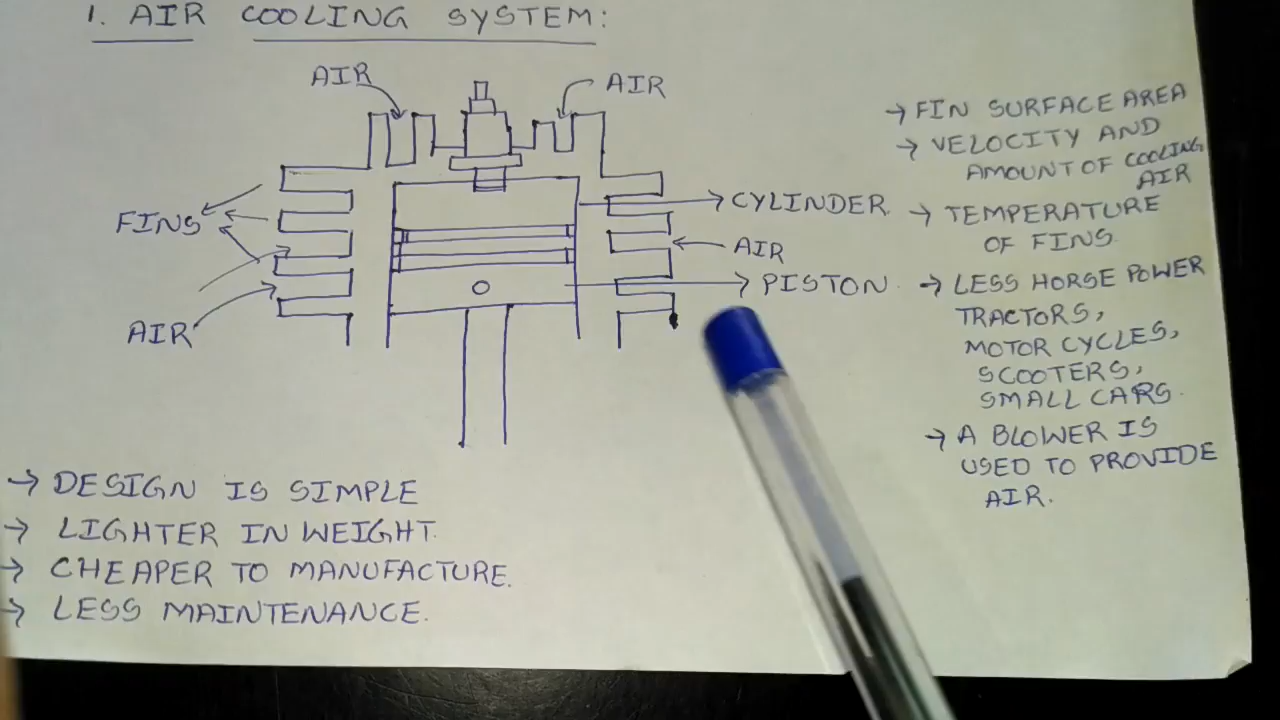 1. AIR COOLING SYSTEM:
AIR
AIR
FINS
AIR
CYLINDER
AIR
PISTON
→ FIN SURFACE AREA
→ VELOCITY AND
AMOUNT OF COOLING
AIR
→ TEMPERATURE
OF FINS
→ LESS HORSE POWER
TRACTORS,
MOTOR CYCLES,
SCOOTERS,
SMALL CARS.
→ A BLOWER IS
USED TO PROVIDE
AIR.
→ DESIGN IS SIMPLE
→ LIGHTER IN WEIGHT.
→ CHEAPER TO MANUFACTURE.
→ LESS MAINTENANCE.